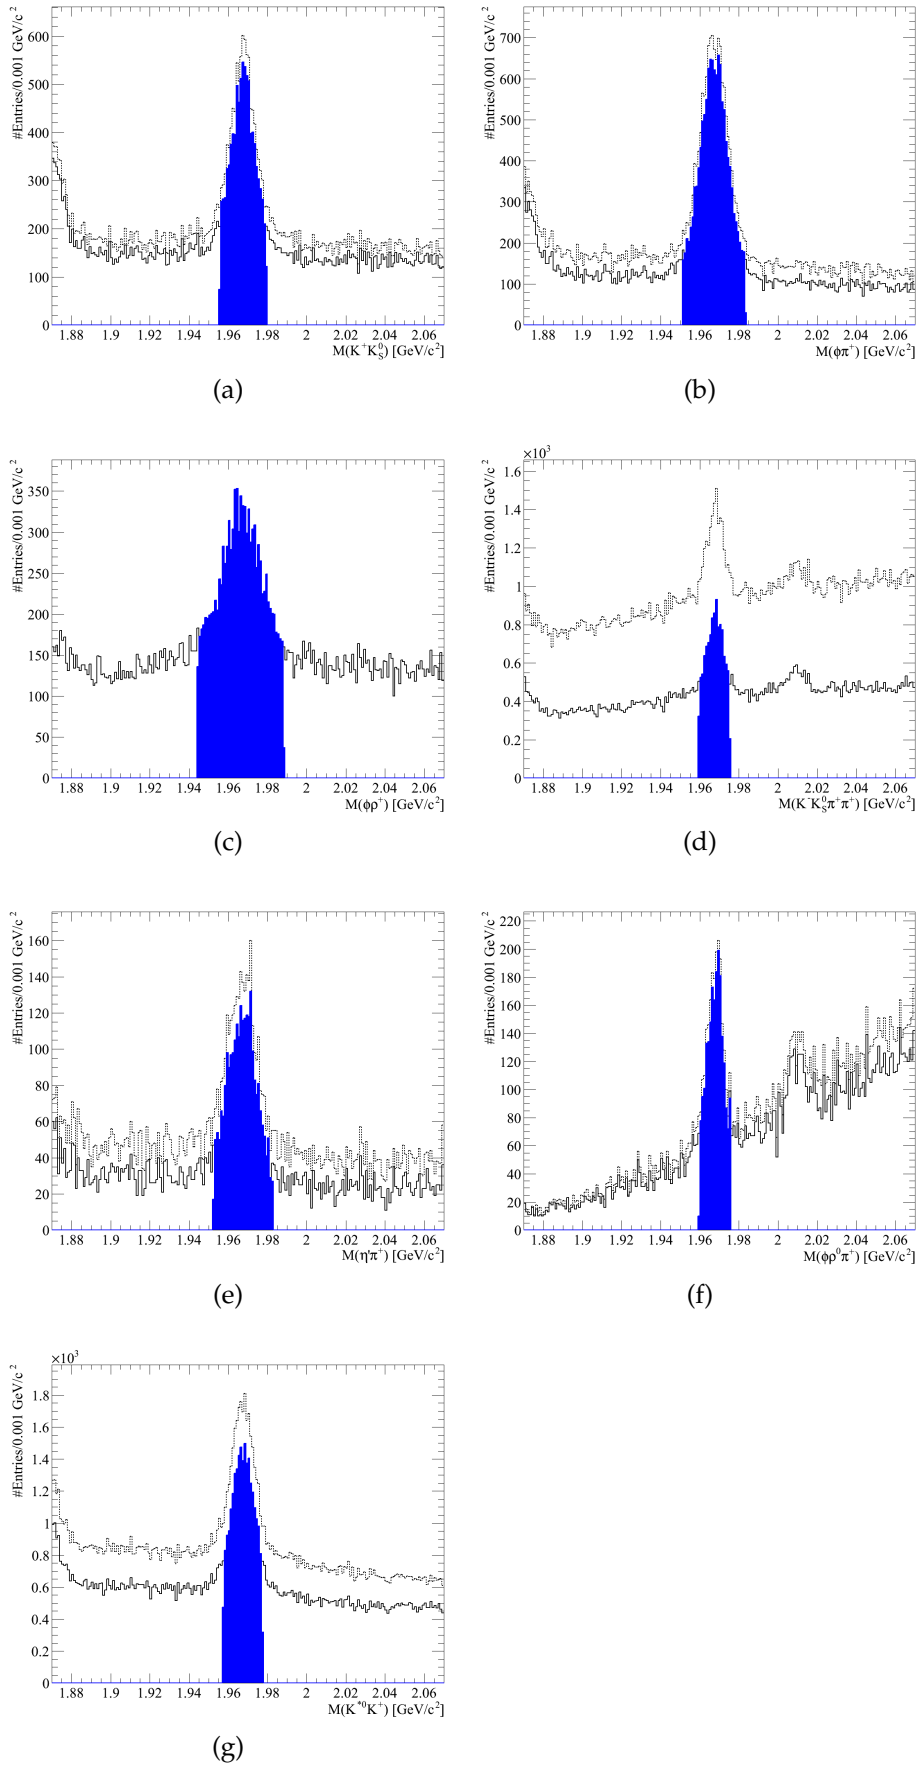 #Entries/0.001 GeV/c²
600
500
400
300
200
100
0
1.88 1.9 1.92 1.94 1.96 1.98 2 2.02 2.04 2.06
M(K⁺K⁰_S) [GeV/c²]
(a)
#Entries/0.001 GeV/c²
700
600
500
400
300
200
100
0
1.88 1.9 1.92 1.94 1.96 1.98 2 2.02 2.04 2.06
M(ϕπ⁺) [GeV/c²]
(b)
#Entries/0.001 GeV/c²
350
300
250
200
150
100
50
0
1.88 1.9 1.92 1.94 1.96 1.98 2 2.02 2.04 2.06
M(ϕρ⁺) [GeV/c²]
(c)
×10³
#Entries/0.001 GeV/c²
1.6
1.4
1.2
1
0.8
0.6
0.4
0.2
0
1.88 1.9 1.92 1.94 1.96 1.98 2 2.02 2.04 2.06
M(K⁻K⁰_Sπ⁺π⁺) [GeV/c²]
(d)
#Entries/0.001 GeV/c²
160
140
120
100
80
60
40
20
0
1.88 1.9 1.92 1.94 1.96 1.98 2 2.02 2.04 2.06
M(η'π⁺) [GeV/c²]
(e)
#Entries/0.001 GeV/c²
220
200
180
160
140
120
100
80
60
40
20
0
1.88 1.9 1.92 1.94 1.96 1.98 2 2.02 2.04 2.06
M(ϕρ⁰π⁺) [GeV/c²]
(f)
×10³
#Entries/0.001 GeV/c²
1.8
1.6
1.4
1.2
1
0.8
0.6
0.4
0.2
0
1.88 1.9 1.92 1.94 1.96 1.98 2 2.02 2.04 2.06
M(K*⁰K⁺) [GeV/c²]
(g)